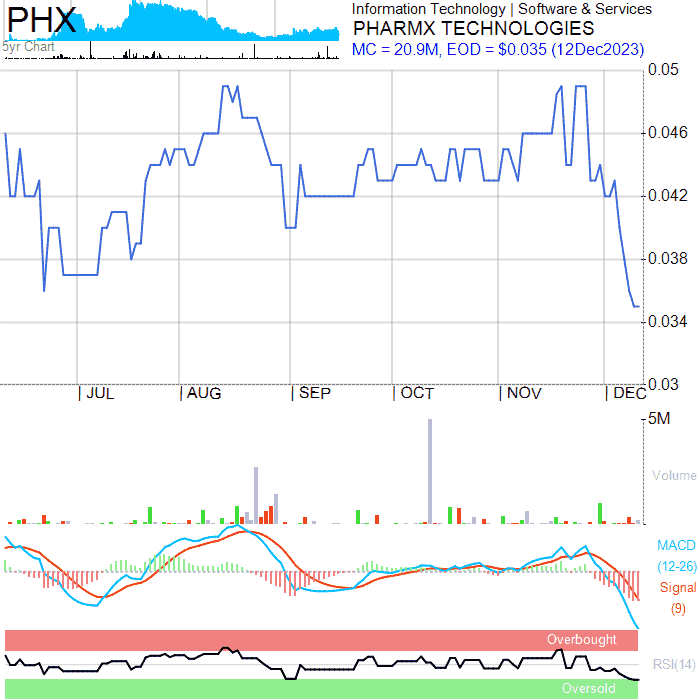 PHX
Information Technology | Software & Services
PHARMX TECHNOLOGIES
MC = 20.9M, EOD = $0.035 (12Dec2023)
5yr Chart
0.05
0.046
0.042
0.038
0.034
0.03
| JUL | AUG | SEP | OCT | NOV | DEC
5M
Volume
MACD
(12-26)
Signal
(9)
Overbought
RSI(14)
Oversold